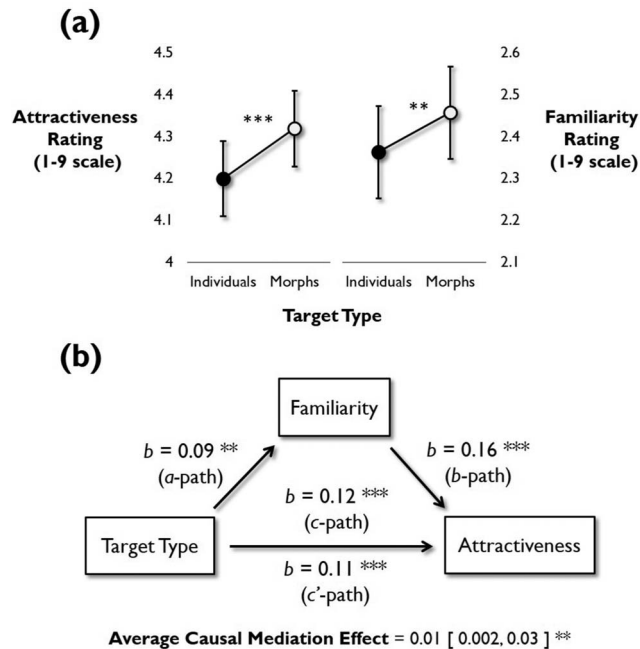 (a)
Attractiveness
Rating
(1-9 scale)
4.5
4.4
4.3
4.2
4.1
4
***
**
2.6
2.5
2.4
2.3
2.2
2.1
Familiarity
Rating
(1-9 scale)
Individuals Morphs
Individuals Morphs
Target Type
(b)
Familiarity
b = 0.09 **
(a-path)
b = 0.16 ***
(b-path)
b = 0.12 ***
(c-path)
Target Type
Attractiveness
b = 0.11 ***
(c'-path)
Average Causal Mediation Effect = 0.01 [ 0.002, 0.03 ] **